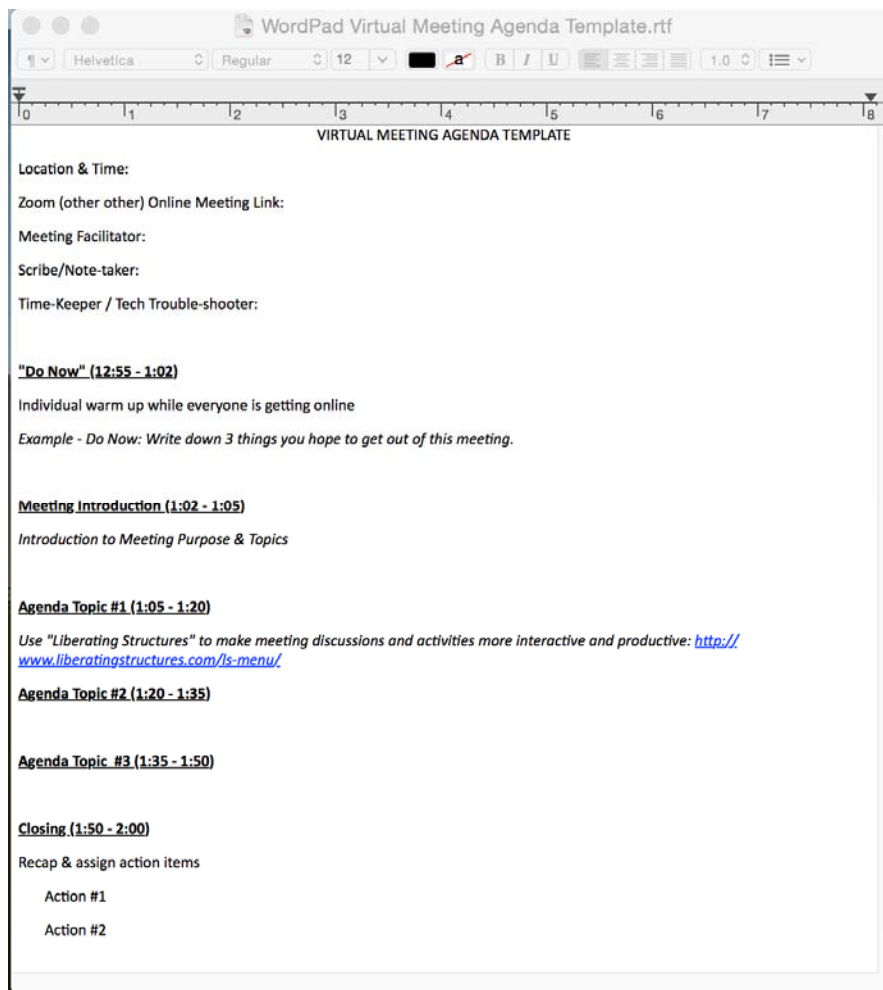 WordPad Virtual Meeting Agenda Template.rtf
¶ Helvetica Regular 12 a B I U 1.0
0 1 2 3 4 5 6 7 8
VIRTUAL MEETING AGENDA TEMPLATE
Location & Time:
Zoom (other other) Online Meeting Link:
Meeting Facilitator:
Scribe/Note-taker:
Time-Keeper / Tech Trouble-shooter:
"Do Now" (12:55 - 1:02)
Individual warm up while everyone is getting online
Example - Do Now: Write down 3 things you hope to get out of this meeting.
Meeting Introduction (1:02 - 1:05)
Introduction to Meeting Purpose & Topics
Agenda Topic #1 (1:05 - 1:20)
Use "Liberating Structures" to make meeting discussions and activities more interactive and productive: http://
www.liberatingstructures.com/ls-menu/
Agenda Topic #2 (1:20 - 1:35)
Agenda Topic  #3 (1:35 - 1:50)
Closing (1:50 - 2:00)
Recap & assign action items
Action #1
Action #2